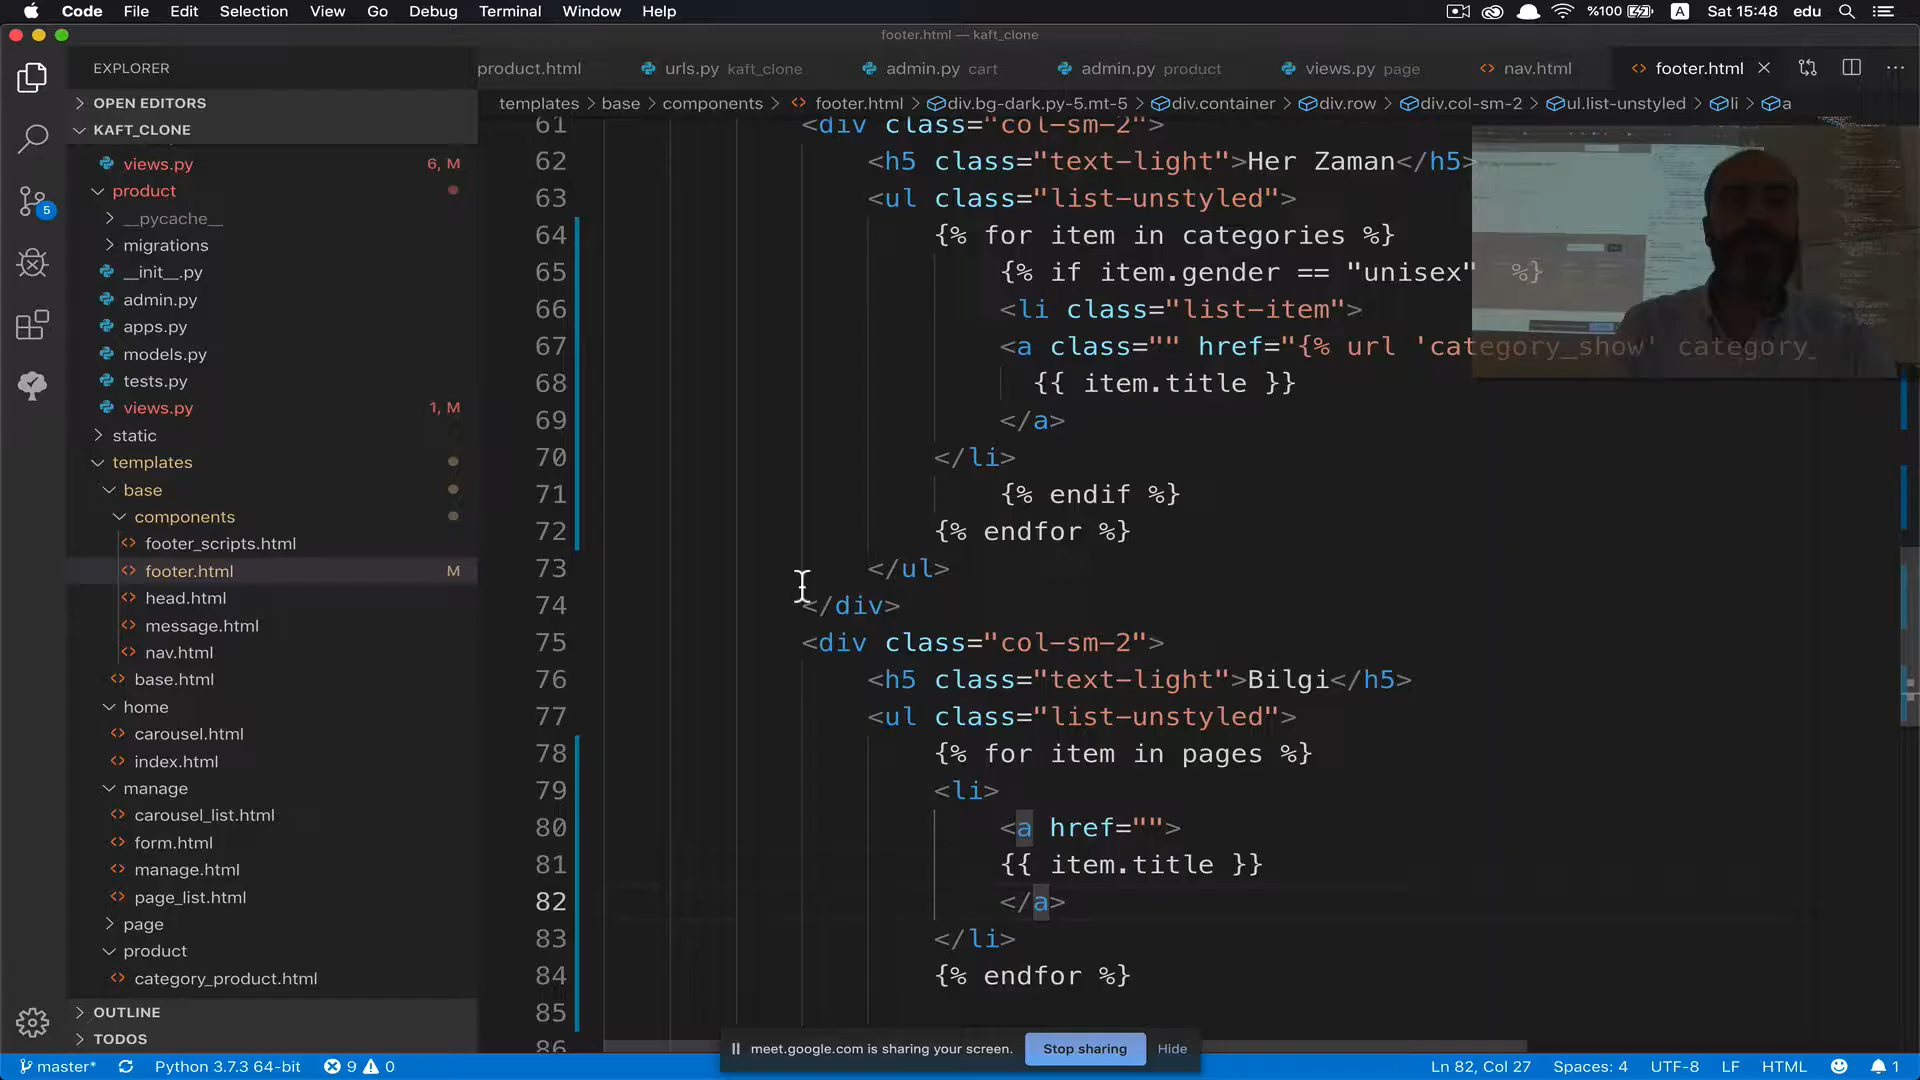 Code File Edit Selection View Go Debug Terminal Window Help %100 A Sat 15:48 edu
footer.html — kaft_clone
EXPLORER
product.html urls.py kaft_clone admin.py cart admin.py product views.py page nav.html footer.html
templates > base > components > footer.html > div.bg-dark.py-5.mt-5 > div.container > div.row > div.col-sm-2 > ul.list-unstyled > li > a
OPEN EDITORS
KAFT_CLONE
views.py 6, M
product
__pycache__
migrations
__init__.py
admin.py
apps.py
models.py
tests.py
views.py 1, M
static
templates
base
components
footer_scripts.html
footer.html M
head.html
message.html
nav.html
base.html
home
carousel.html
index.html
manage
carousel_list.html
form.html
manage.html
page_list.html
page
product
category_product.html
OUTLINE
TODOS
5
61 <div class="col-sm-2">
62 <h5 class="text-light">Her Zaman</h5>
63 <ul class="list-unstyled">
64 {% for item in categories %}
65 {% if item.gender == "unisex" %}
66 <li class="list-item">
67 <a class="" href="{% url 'category_show' category_
68 {{ item.title }}
69 </a>
70 </li>
71 {% endif %}
72 {% endfor %}
73 </ul>
74 </div>
75 <div class="col-sm-2">
76 <h5 class="text-light">Bilgi</h5>
77 <ul class="list-unstyled">
78 {% for item in pages %}
79 <li>
80 <a href="">
81 {{ item.title }}
82 </a>
83 </li>
84 {% endfor %}
85
86
meet.google.com is sharing your screen. Stop sharing Hide
master* Python 3.7.3 64-bit 9 0 Ln 82, Col 27 Spaces: 4 UTF-8 LF HTML 1